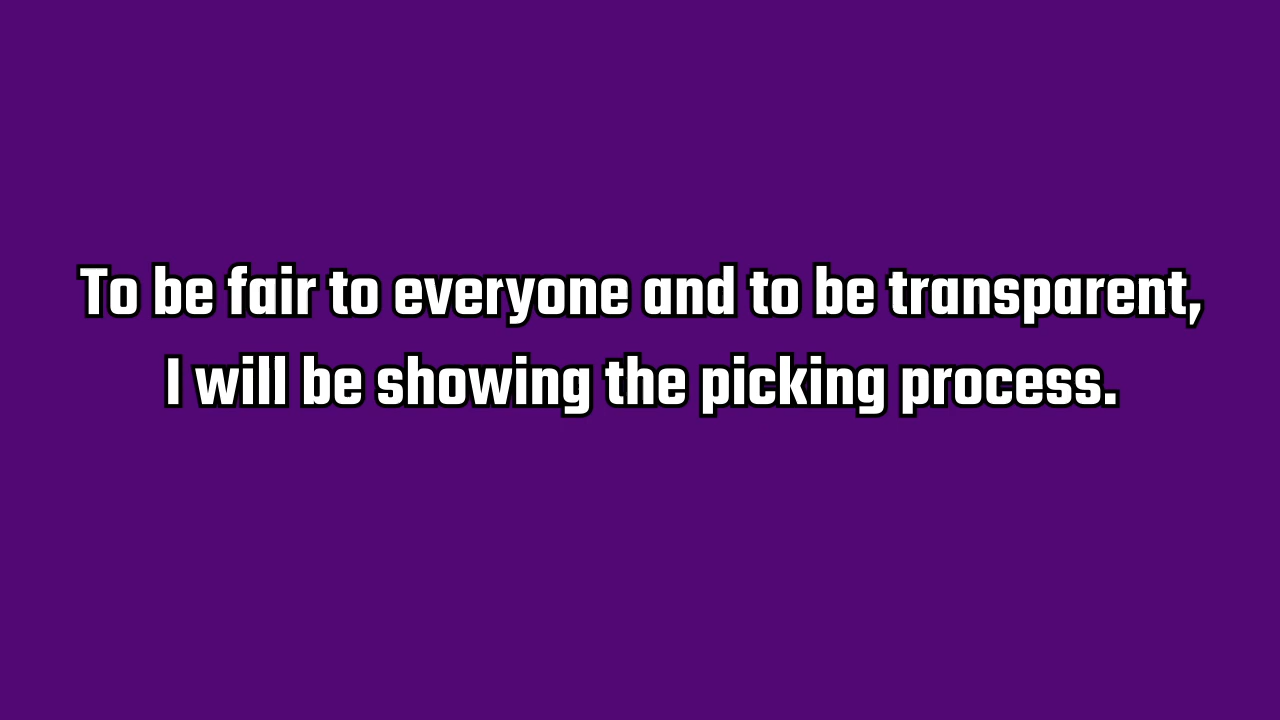 To be fair to everyone and to be transparent,
I will be showing the picking process.